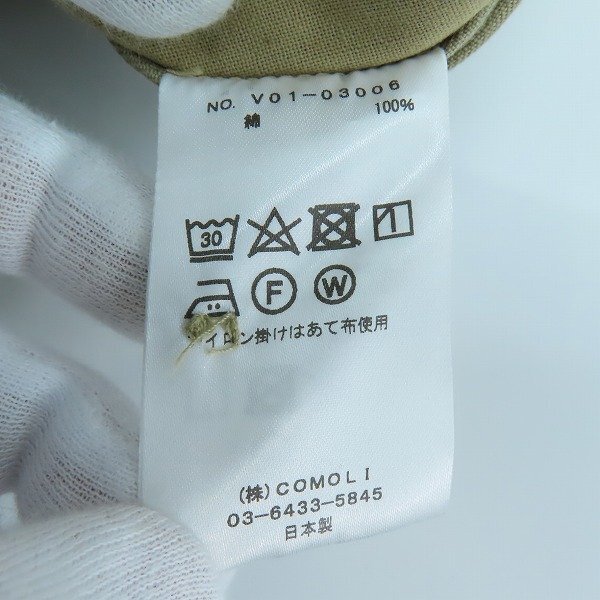 NO. V01-03006
綿 100%
30
F W
イロン掛けはあて布使用
(株) COMOLI
03-6433-5845
日本製